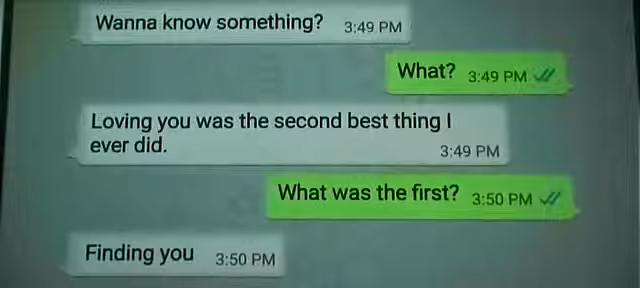 Wanna know something? 3:49 PM
What? 3:49 PM
Loving you was the second best thing I
ever did. 3:49 PM
What was the first? 3:50 PM
Finding you 3:50 PM